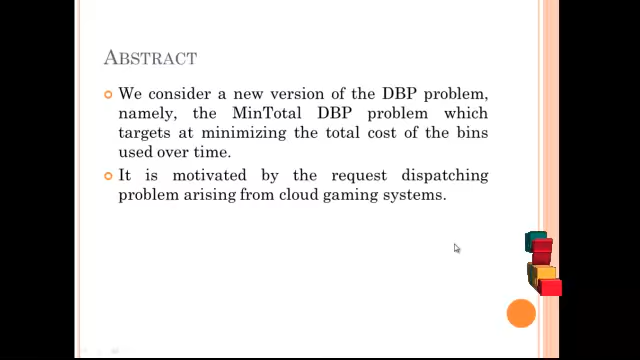 ABSTRACT
We consider a new version of the DBP problem,
namely, the MinTotal DBP problem which
targets at minimizing the total cost of the bins
used over time.
It is motivated by the request dispatching
problem arising from cloud gaming systems.